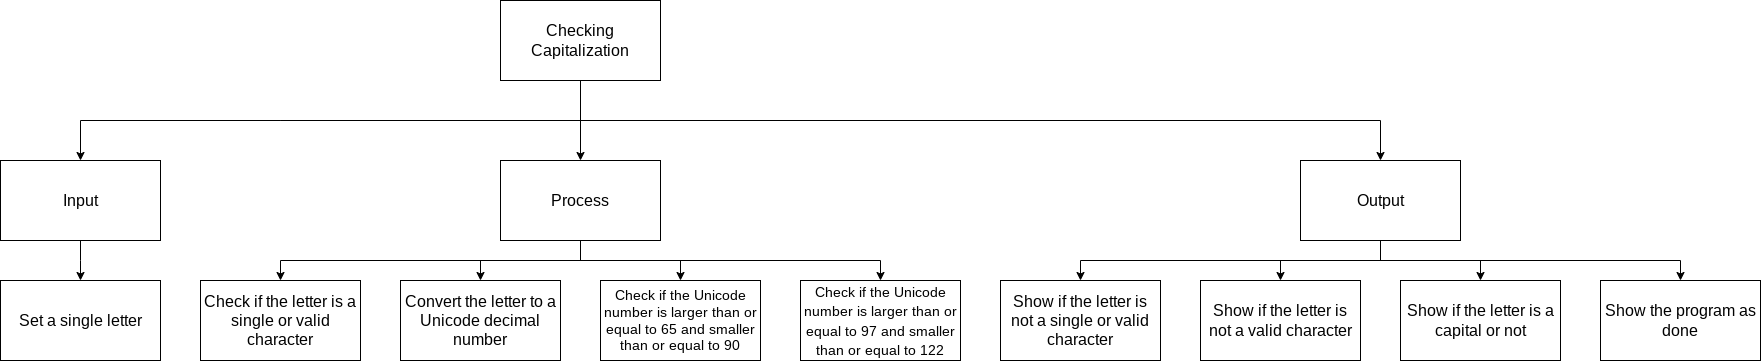 Checking
Capitalization
Input
Process
Output
Set a single letter
Check if the letter is a
single or valid
character
Convert the letter to a
Unicode decimal
number
Check if the Unicode
number is larger than or
equal to 65 and smaller
than or equal to 90
Check if the Unicode
number is larger than or
equal to 97 and smaller
than or equal to 122
Show if the letter is
not a single or valid
character
Show if the letter is
not a valid character
Show if the letter is a
capital or not
Show the program as
done